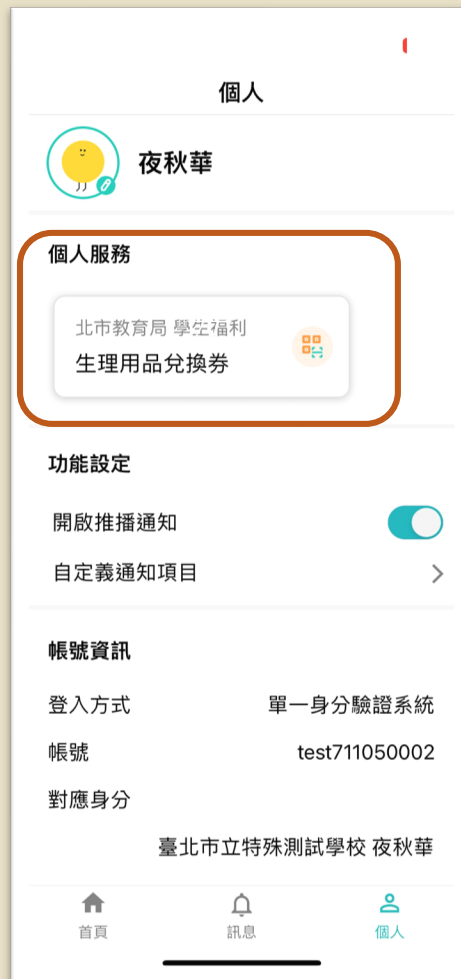 個人
夜秋華
個人服務
北市教育局 學生福利
生理用品兌換券
功能設定
開啟推播通知
自定義通知項目
帳號資訊
登入方式 單一身分驗證系統
帳號 test711050002
對應身分
臺北市立特殊測試學校 夜秋華
首頁 訊息 個人